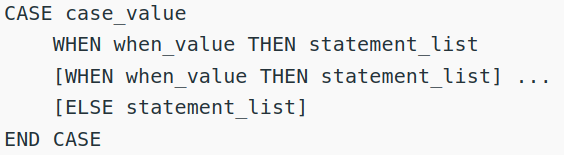 CASE case_value
    WHEN when_value THEN statement_list
    [WHEN when_value THEN statement_list] ...
    [ELSE statement_list]
END CASE